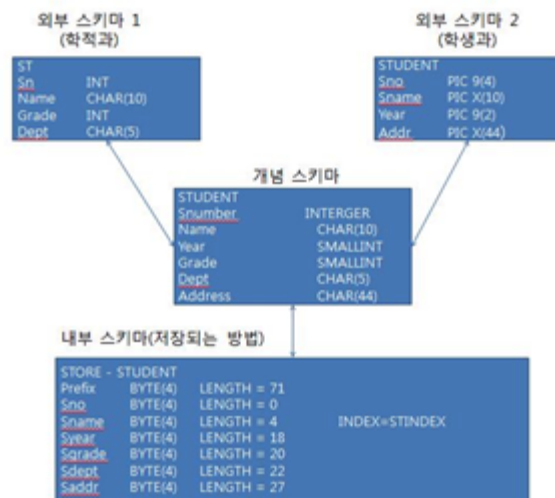 외부 스키마 1
(학적과)
외부 스키마 2
(학생과)
ST
Sn INT
Name CHAR(10)
Grade INT
Dept CHAR(5)
STUDENT
Sno PIC 9(4)
Sname PIC X(10)
Year PIC 9(2)
Addr PIC X(44)
개념 스키마
STUDENT
Snumber INTERGER
Name CHAR(10)
Year SMALLINT
Grade SMALLINT
Dept CHAR(5)
Address CHAR(44)
내부 스키마(저장되는 방법)
STORE - STUDENT
Prefix BYTE(4) LENGTH = 71
Sno BYTE(4) LENGTH = 0
Sname BYTE(4) LENGTH = 4 INDEX=STINDEX
Syear BYTE(4) LENGTH = 18
Sgrade BYTE(4) LENGTH = 20
Sdept BYTE(4) LENGTH = 22
Saddr BYTE(4) LENGTH = 27